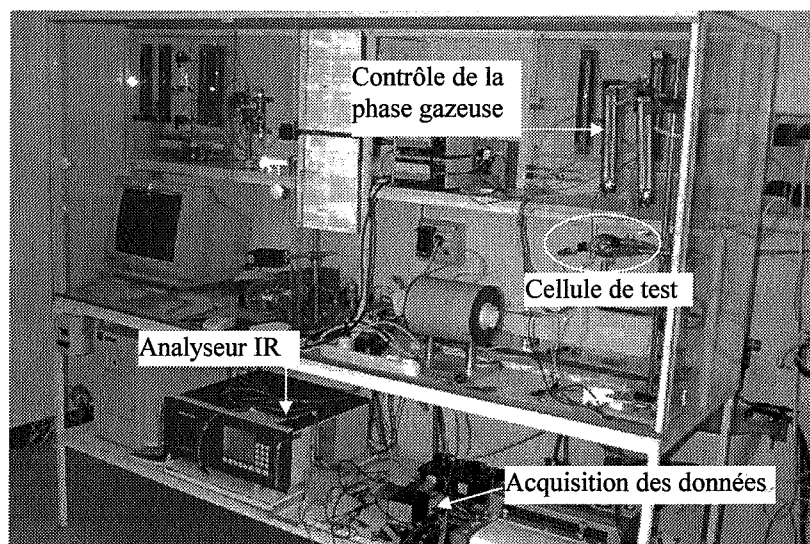 Contrôle de la
phase gazeuse
Cellule de test
Analyseur IR
Acquisition des données